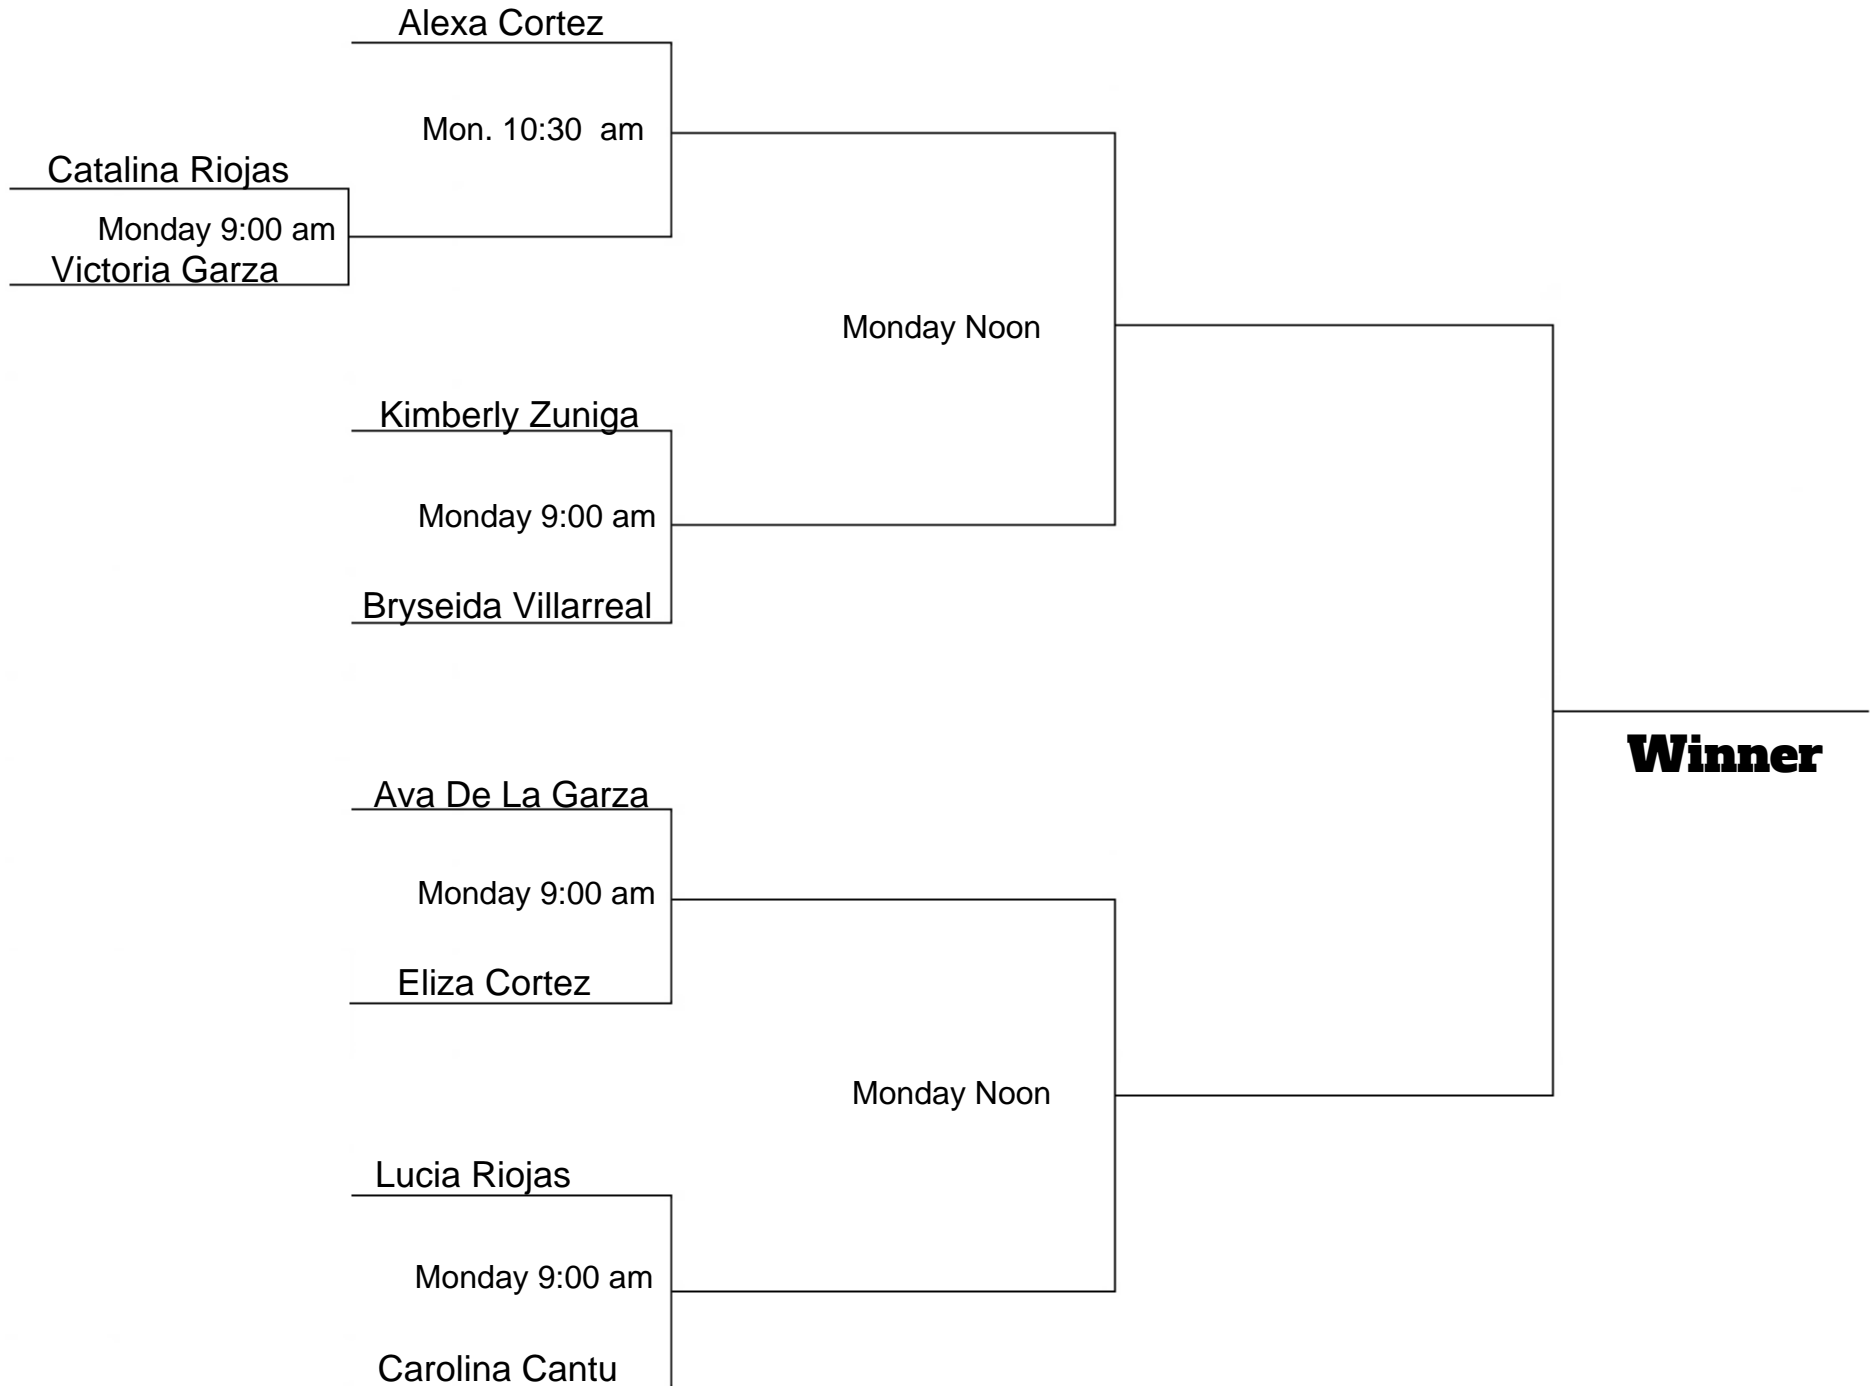 Alexa Cortez
Mon. 10:30 am
Catalina Riojas
Monday 9:00 am
Victoria Garza
Monday Noon
Kimberly Zuniga
Monday 9:00 am
Bryseida Villarreal
Winner
Ava De La Garza
Monday 9:00 am
Eliza Cortez
Monday Noon
Lucia Riojas
Monday 9:00 am
Carolina Cantu